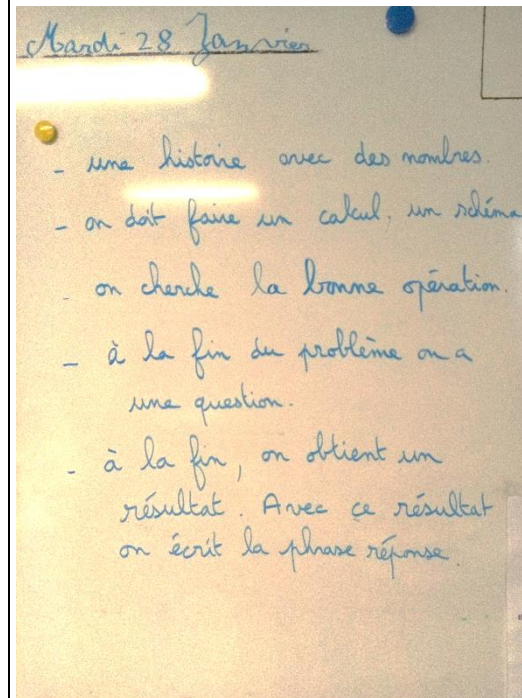 Mardi 28 Janvier
- une histoire avec des nombres.
- on doit faire un calcul, un schéma
- on cherche la bonne opération.
- à la fin du problème on a
une question.
- à la fin, on obtient un
résultat. Avec ce résultat
on écrit la phrase réponse.